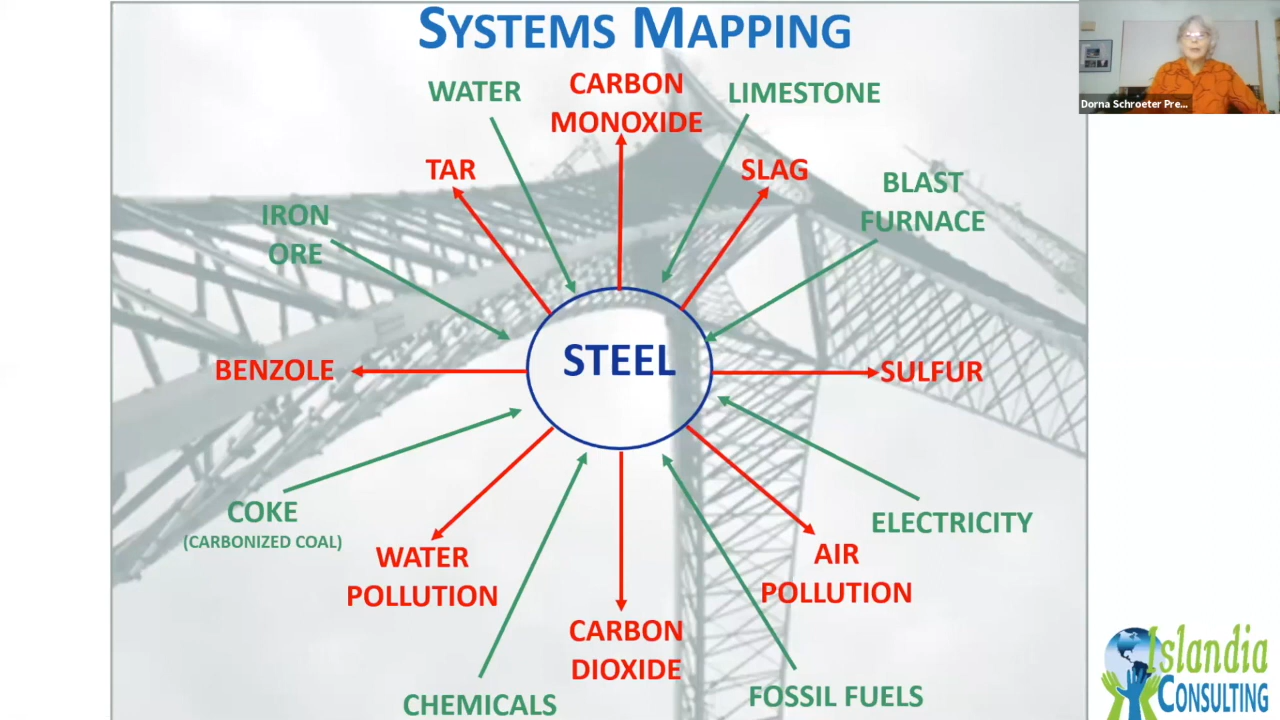 SYSTEMS MAPPING
WATER
CARBON
MONOXIDE
LIMESTONE
TAR
SLAG
BLAST
FURNACE
IRON
ORE
STEEL
BENZOLE
SULFUR
COKE
(CARBONIZED COAL)
ELECTRICITY
WATER
POLLUTION
AIR
POLLUTION
CARBON
DIOXIDE
CHEMICALS
FOSSIL FUELS
Dorna Schroeter Pre...
Islandia
CONSULTING